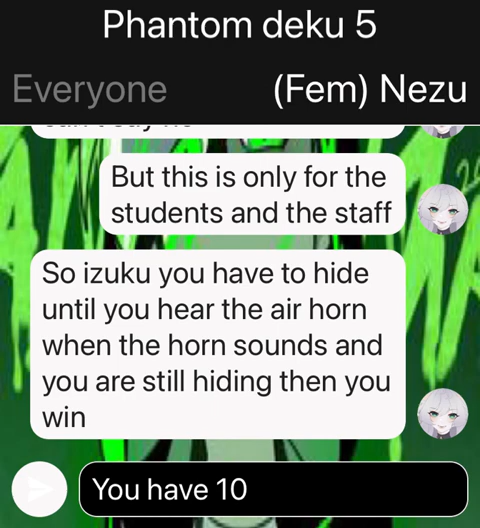 Phantom deku 5
Everyone
(Fem) Nezu
But this is only for the
students and the staff
So izuku you have to hide
until you hear the air horn
when the horn sounds and
you are still hiding then you
win
You have 10